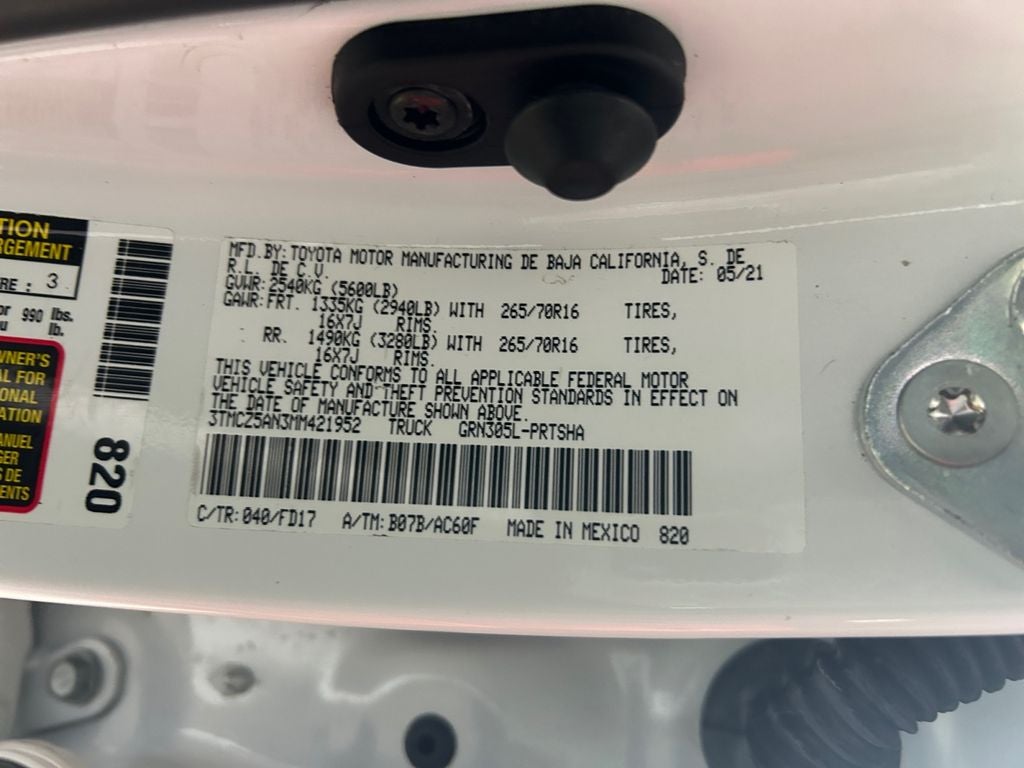 TION
RGEMENT
RE : 3
or 990 lbs.
u lb.
WNER'S
AL FOR
ONAL
ATION
ANUEL
GER
S DE
ENTS
820
MFD.BY: TOYOTA MOTOR MANUFACTURING DE BAJA CALIFORNIA, S. DE
R.L. DE C.V. DATE: 05/21
GVWR: 2540KG (5600LB)
GAWR: FRT. 1335KG (2940LB) WITH 265/70R16 TIRES,
16X7J RIMS.
RR. 1490KG (3280LB) WITH 265/70R16 TIRES,
16X7J RIMS.
THIS VEHICLE CONFORMS TO ALL APPLICABLE FEDERAL MOTOR
VEHICLE SAFETY AND THEFT PREVENTION STANDARDS IN EFFECT ON
THE DATE OF MANUFACTURE SHOWN ABOVE.
3TMCZ5AN3MM421952 TRUCK GRN305L-PRTSHA
C/TR: 040/FD17 A/TM: B07B/AC60F MADE IN MEXICO 820